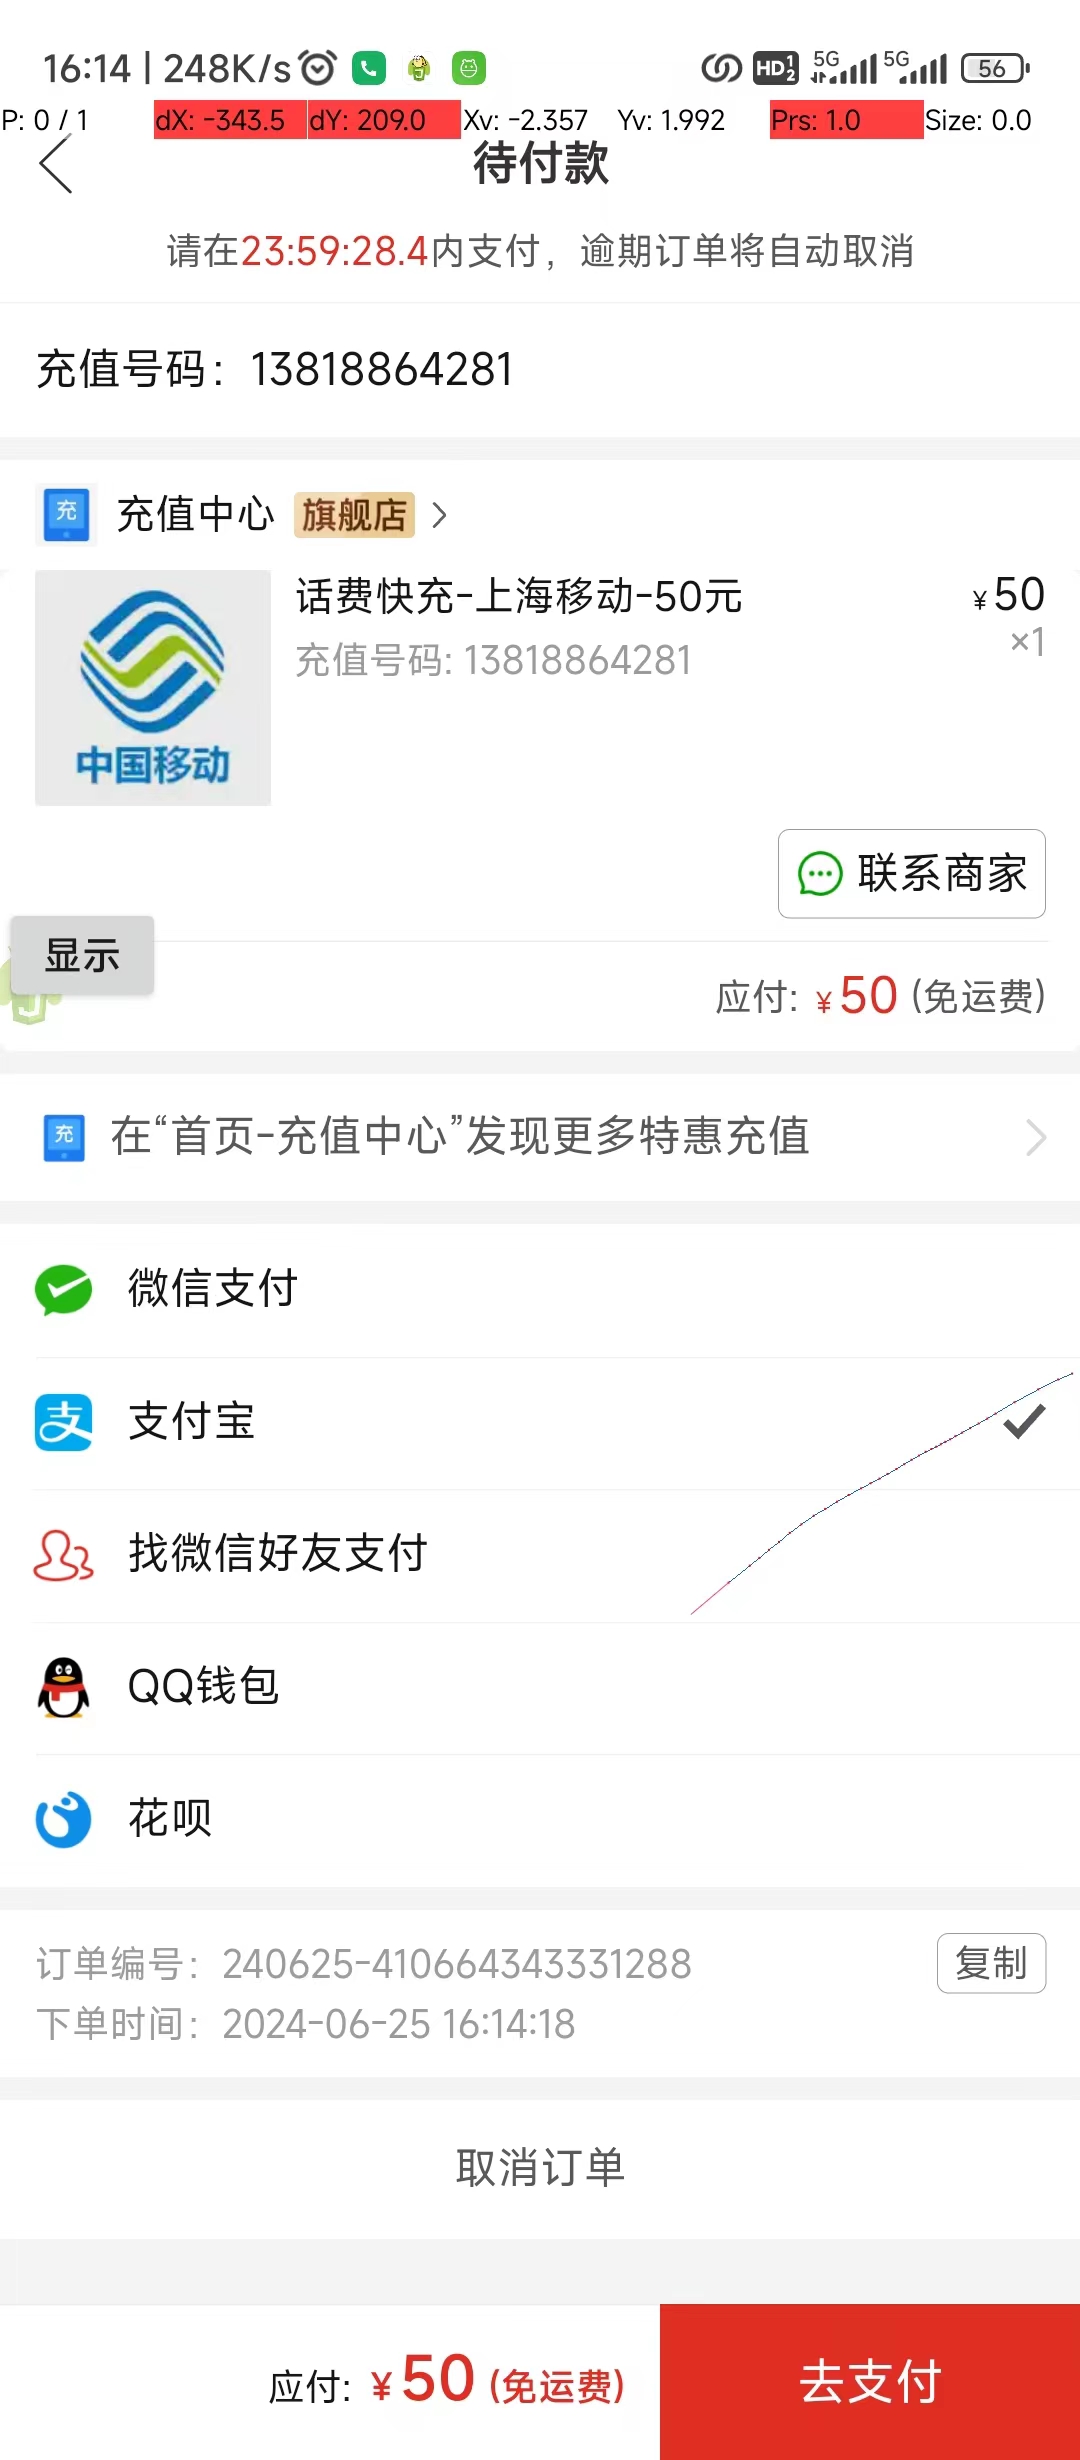 16:14 | 248K/s HD 1 2 5G 5G 56
P: 0 / 1 dX: -343.5 dY: 209.0 Xv: -2.357 Yv: 1.992 Prs: 1.0 Size: 0.0
待付款
请在23:59:28.4内支付，逾期订单将自动取消
充值号码：13818864281
充 充值中心 旗舰店
话费快充-上海移动-50元 ¥50
充值号码: 13818864281 ×1
中国移动
联系商家
显示
应付: ¥50 (免运费)
充 在“首页-充值中心”发现更多特惠充值
微信支付
支 支付宝
找微信好友支付
QQ钱包
花呗
订单编号：240625-410664343331288 复制
下单时间：2024-06-25 16:14:18
取消订单
应付: ¥50 (免运费) 去支付